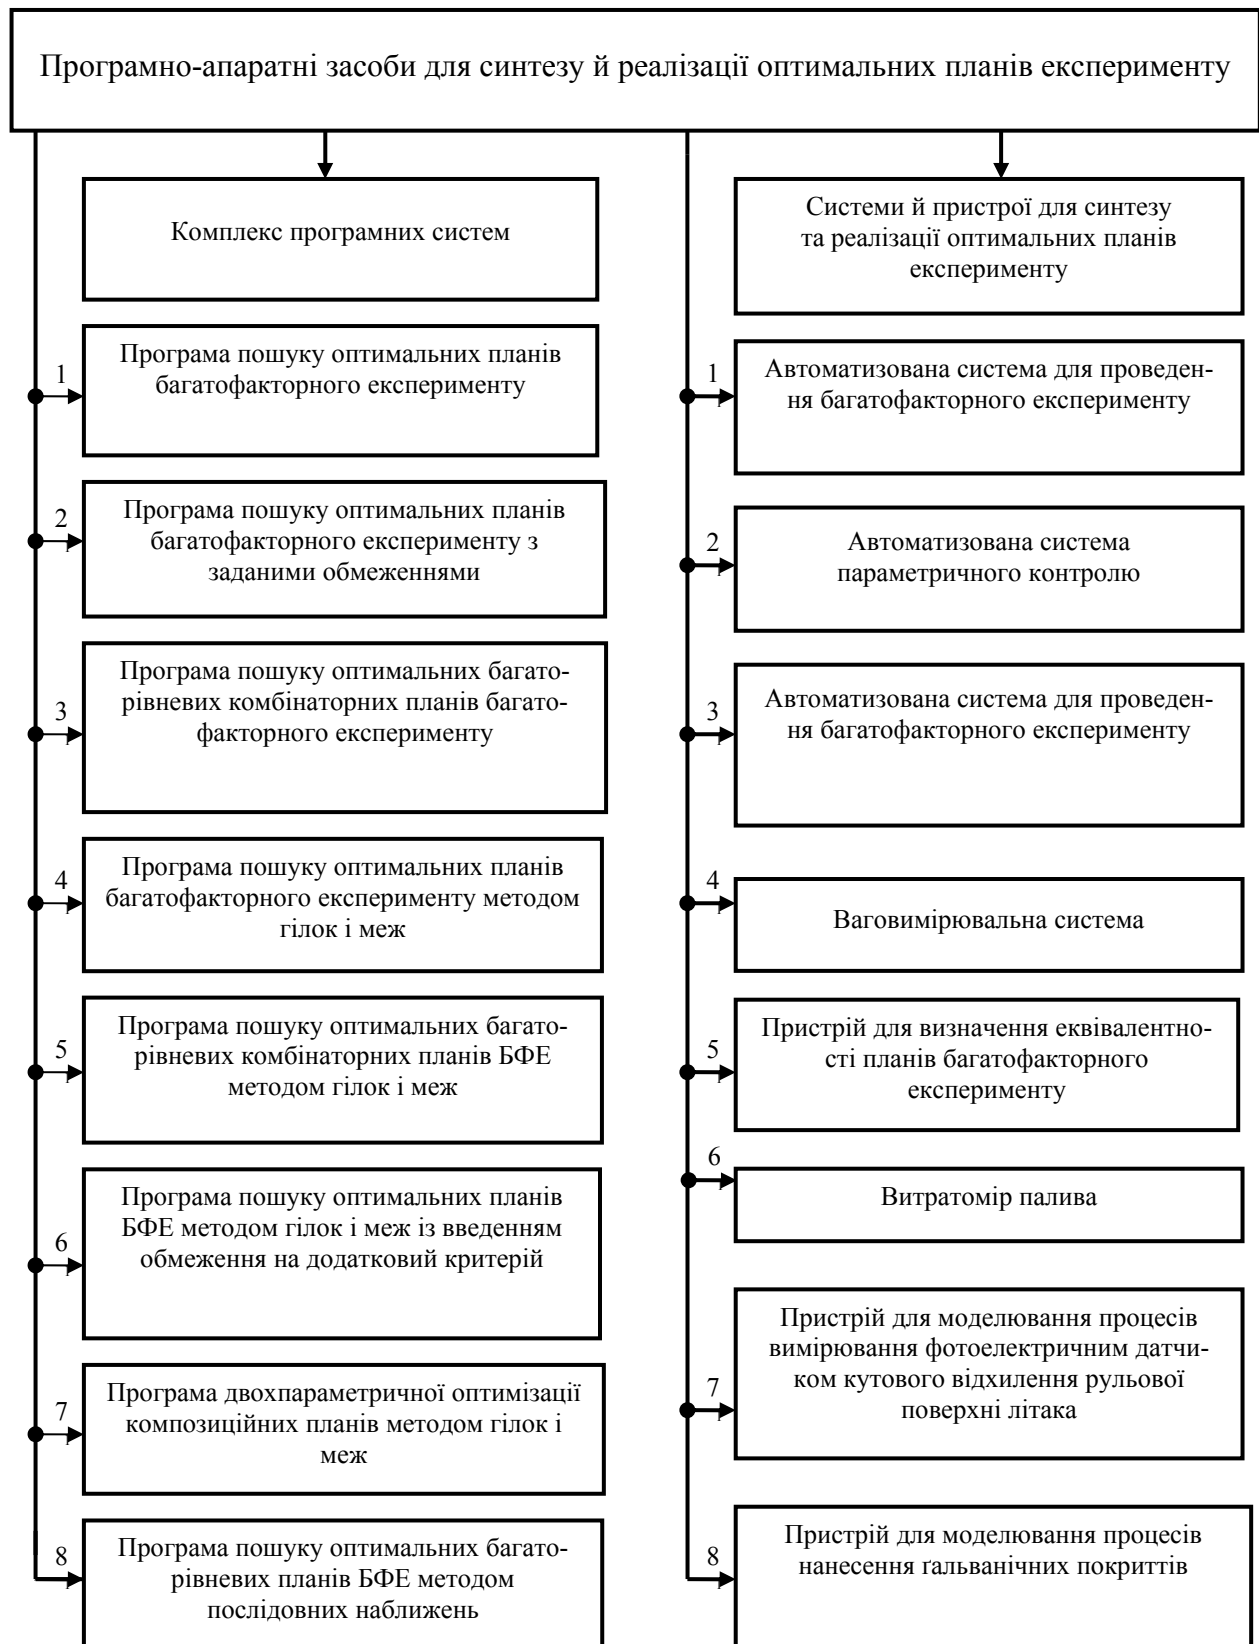 Програмно-апаратні засоби для синтезу й реалізації оптимальних планів експерименту
Комплекс програмних систем
1
Програма пошуку оптимальних планів
багатофакторного експерименту
2
Програма пошуку оптимальних планів
багатофакторного експерименту з
заданими обмеженнями
3
Програма пошуку оптимальних багато-
рівневих комбінаторних планів багато-
факторного експерименту
4
Програма пошуку оптимальних планів
багатофакторного експерименту методом
гілок і меж
5
Програма пошуку оптимальних багато-
рівневих комбінаторних планів БФЕ
методом гілок і меж
6
Програма пошуку оптимальних планів
БФЕ методом гілок і меж із введенням
обмеження на додатковий критерій
7
Програма двохпараметричної оптимізації
композиційних планів методом гілок і
меж
8
Програма пошуку оптимальних багато-
рівневих планів БФЕ методом
послідовних наближень
Системи й пристрої для синтезу
та реалізації оптимальних планів
експерименту
1
Автоматизована система для проведен-
ня багатофакторного експерименту
2
Автоматизована система
параметричного контролю
3
Автоматизована система для проведен-
ня багатофакторного експерименту
4
Ваговимірювальна система
5
Пристрій для визначення еквівалентно-
сті планів багатофакторного
експерименту
6
Витратомір палива
7
Пристрій для моделювання процесів
вимірювання фотоелектричним датчи-
ком кутового відхилення рульової
поверхні літака
8
Пристрій для моделювання процесів
нанесення ґальванічних покриттів